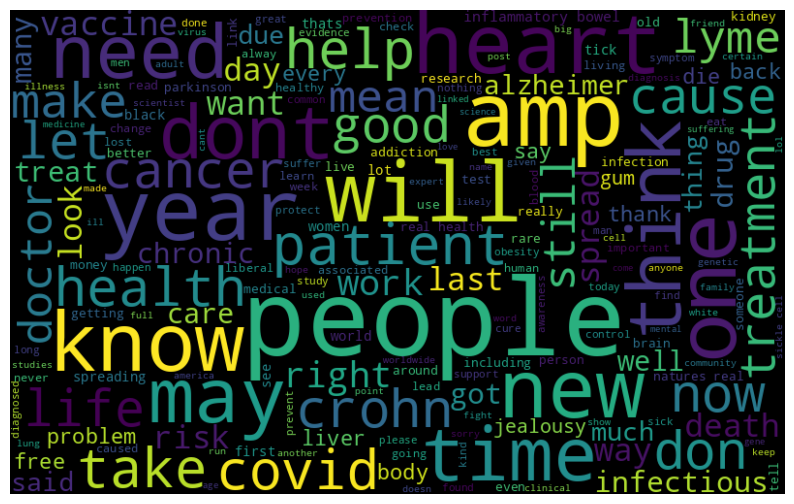 many
vaccine
done
virus
need
men
adult
illness
isnt
link
due
great
evidence
alway
thats
help
day
every
prevention
check
inflammatory bowel
post
big
heart
tick
old
living
friend
certain
kidney
symptom
lyme
die
back
make
read
parkinson
scientist
want
mean
research
common
nothing
linked
science
alzheimer
diagnosis
eat
suffering
lol
cause
let
change
black
lost
better
medicine
cant
dont
good
amp
healthy
love
treat
cancer
suffer
learn
week
live
addiction
lot
best
given
say
test
name
expert
use
likely
blood
really
still
infection
gum
spread
thing
drug
think
one
treatment
doctor
look
made
ill
year
protect
will
women
real health
obesity
rare
thank
man
cell
important
anyone
chronic
patient
money
happen
liberal
hope
associated
study
used
medical
human
today
genetic
family
find
someone
white
sickle cell
health
work
last
including
word
cure
awareness
come
control
brain
mental
community
getting
full
care
see
world
people
know
long
never
studies
spreading
america
right
around
prevent
point
worldwide
lead
support
fight
person
well
natures real
now
diagnosed
life
may
crohn
got
new
jealousy
much
sick
show
gene
way
death
lung
problem
caused
risk
run
liver
first
another
please
going
sorry
kind
time
don
keep
tell
free
said
take
age
covid
body
even
doesn
found
clinical
infectious